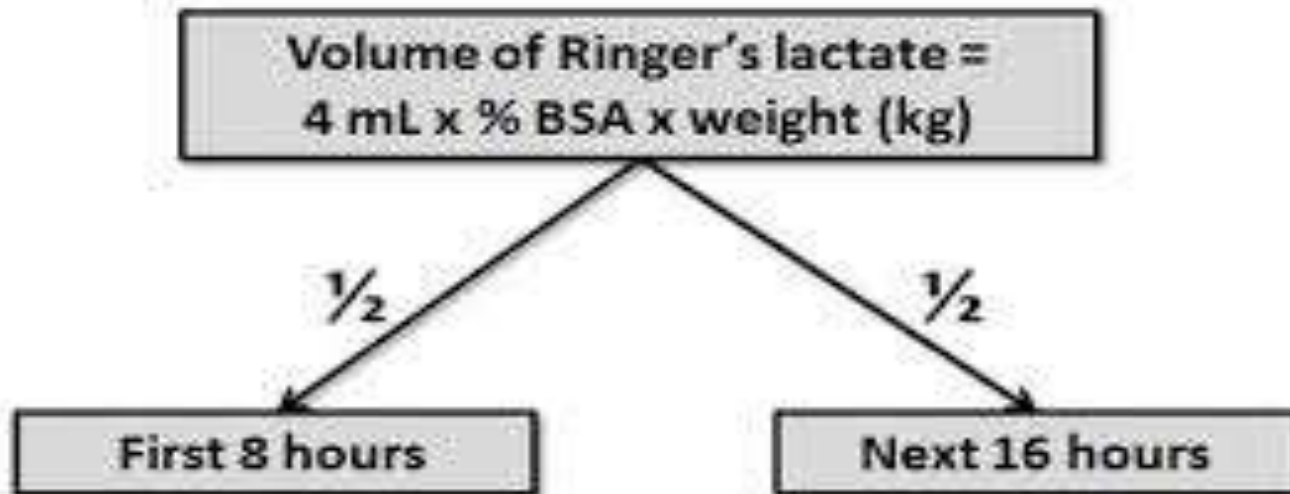 Volume of Ringer's lactate =
4 mL x % BSA x weight (kg)
½ ½
First 8 hours
Next 16 hours